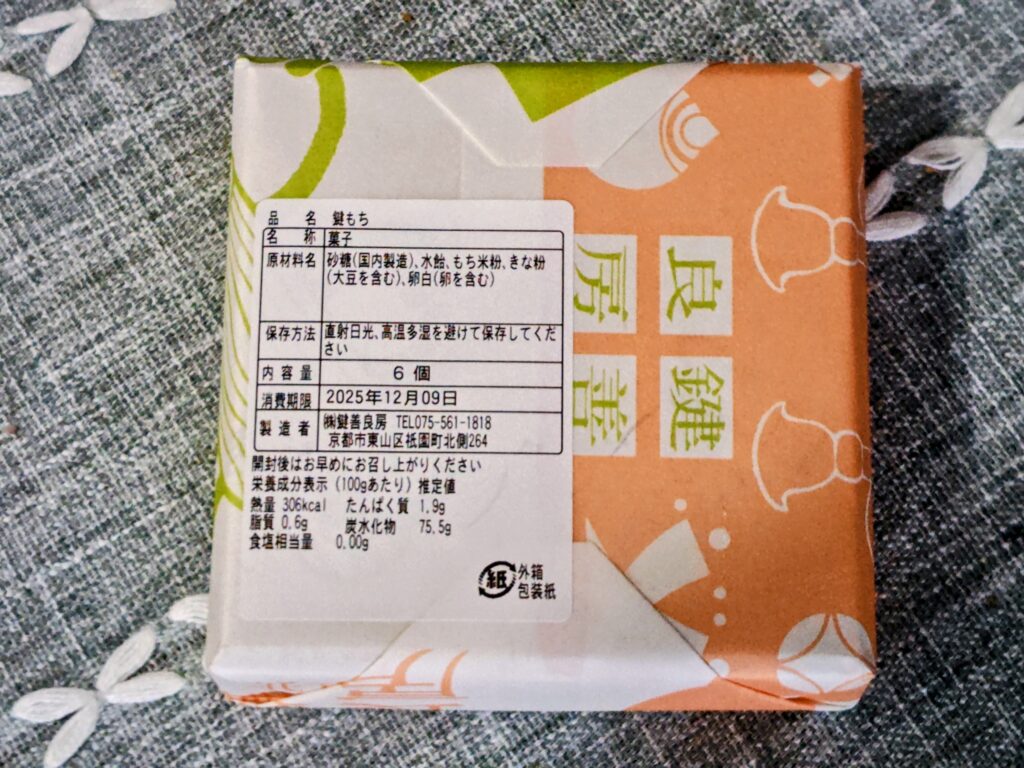 品名 鍵もち
名称 菓子
原材料名 砂糖(国内製造)、水飴、もち米粉、きな粉
(大豆を含む)、卵白(卵を含む)
保存方法 直射日光、高温多湿を避けて保存してくだ
さい
内容量 6個
消費期限 2025年12月09日
製造者 ㈱鍵善良房 TEL075-561-1818
京都市東山区祇園町北側264
開封後はお早めにお召し上がりください
栄養成分表示(100gあたり)推定値
熱量 306kcal たんぱく質 1.9g
脂質 0.6g 炭水化物 75.5g
食塩相当量 0.00g
紙 外箱
包装紙
鍵善
良房